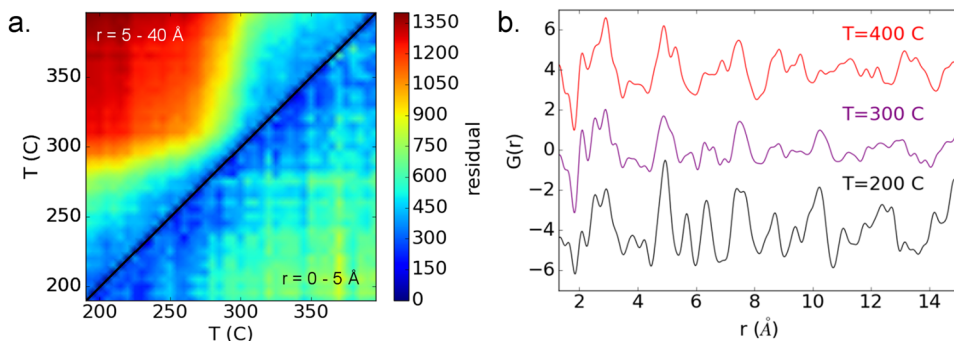 a.
r = 5 - 40 Å
r = 0 - 5 Å
350
300
250
200
T (C)
200 250 300 350
T (C)
1350
1200
1050
900
750
600
450
300
150
0
residual
b.
T=400 C
T=300 C
T=200 C
6
4
2
0
−2
−4
−6
G(r)
2 4 6 8 10 12 14
r (Å)